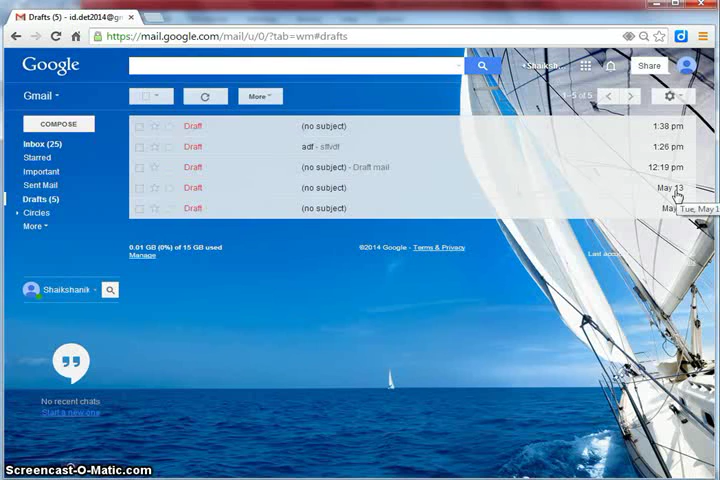 Drafts (5) - id.det2014@gm
https://mail.google.com/mail/u/0/?tab=wm#drafts
Google
Share
Gmail
More
1–5 of 5
COMPOSE
Draft (no subject) 1:38 pm
Inbox (25)
Draft adf - sffvdf 1:26 pm
Starred
Draft (no subject) - Draft mail 12:19 pm
Important
Sent Mail
Draft (no subject) May 13
Drafts (5)
Draft (no subject) May
Tue, May 1
Circles
More
0.01 GB (0%) of 15 GB used
Manage
©2014 Google - Terms & Privacy
Last
Shaikshanik
No recent chats
Start a new one
Screencast-O-Matic.com